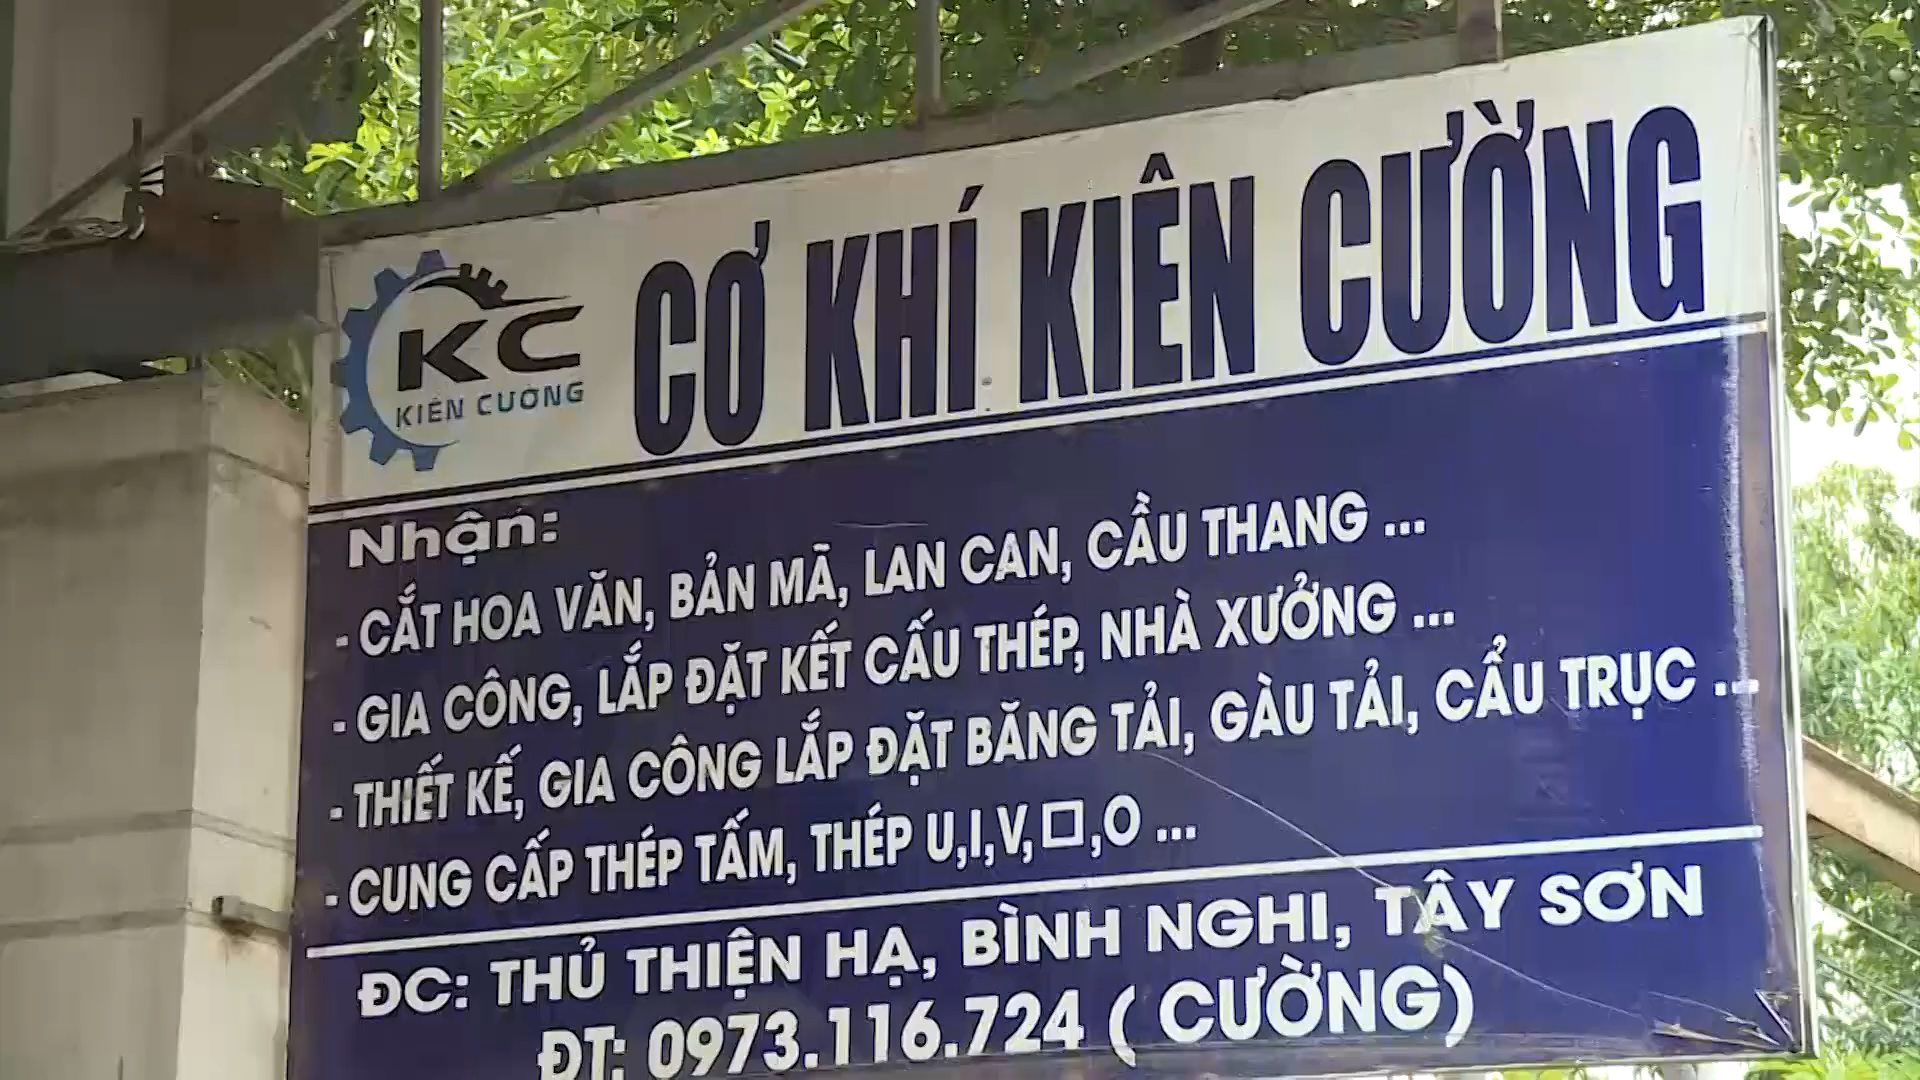 KC
KIÊN CƯỜNG
CƠ KHÍ KIÊN CƯỜNG
Nhận:
- CẮT HOA VĂN, BẢN MÃ, LAN CAN, CẦU THANG ...
- GIA CÔNG, LẮP ĐẶT KẾT CẤU THÉP, NHÀ XƯỞNG ...
- THIẾT KẾ, GIA CÔNG LẮP ĐẶT BĂNG TẢI, GÀU TẢI, CẨU TRỤC ...
- CUNG CẤP THÉP TẤM, THÉP U,I,V,□,O ...
ĐC: THỦ THIỆN HẠ, BÌNH NGHI, TÂY SƠN
ĐT: 0973.116.724 ( CƯỜNG)